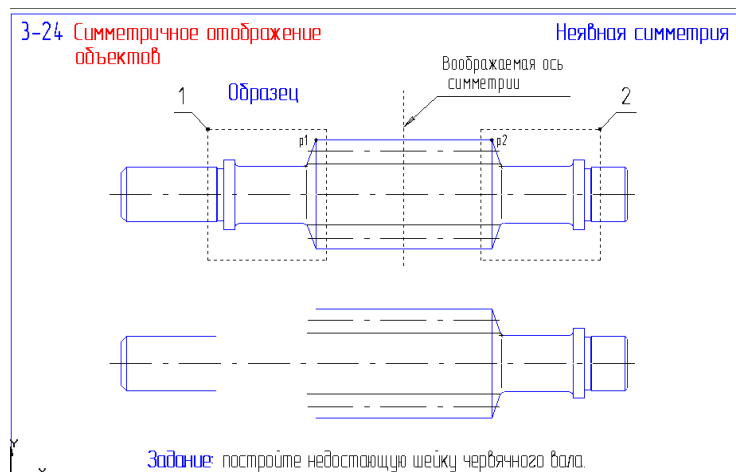 3-24 Симметричное отображение
объектов
Неявная симметрия
Воображаемая ось
симметрии
1
Образец
2
p1
p2
Y
X
Задание: постройте недостающую шейку червячного вала.